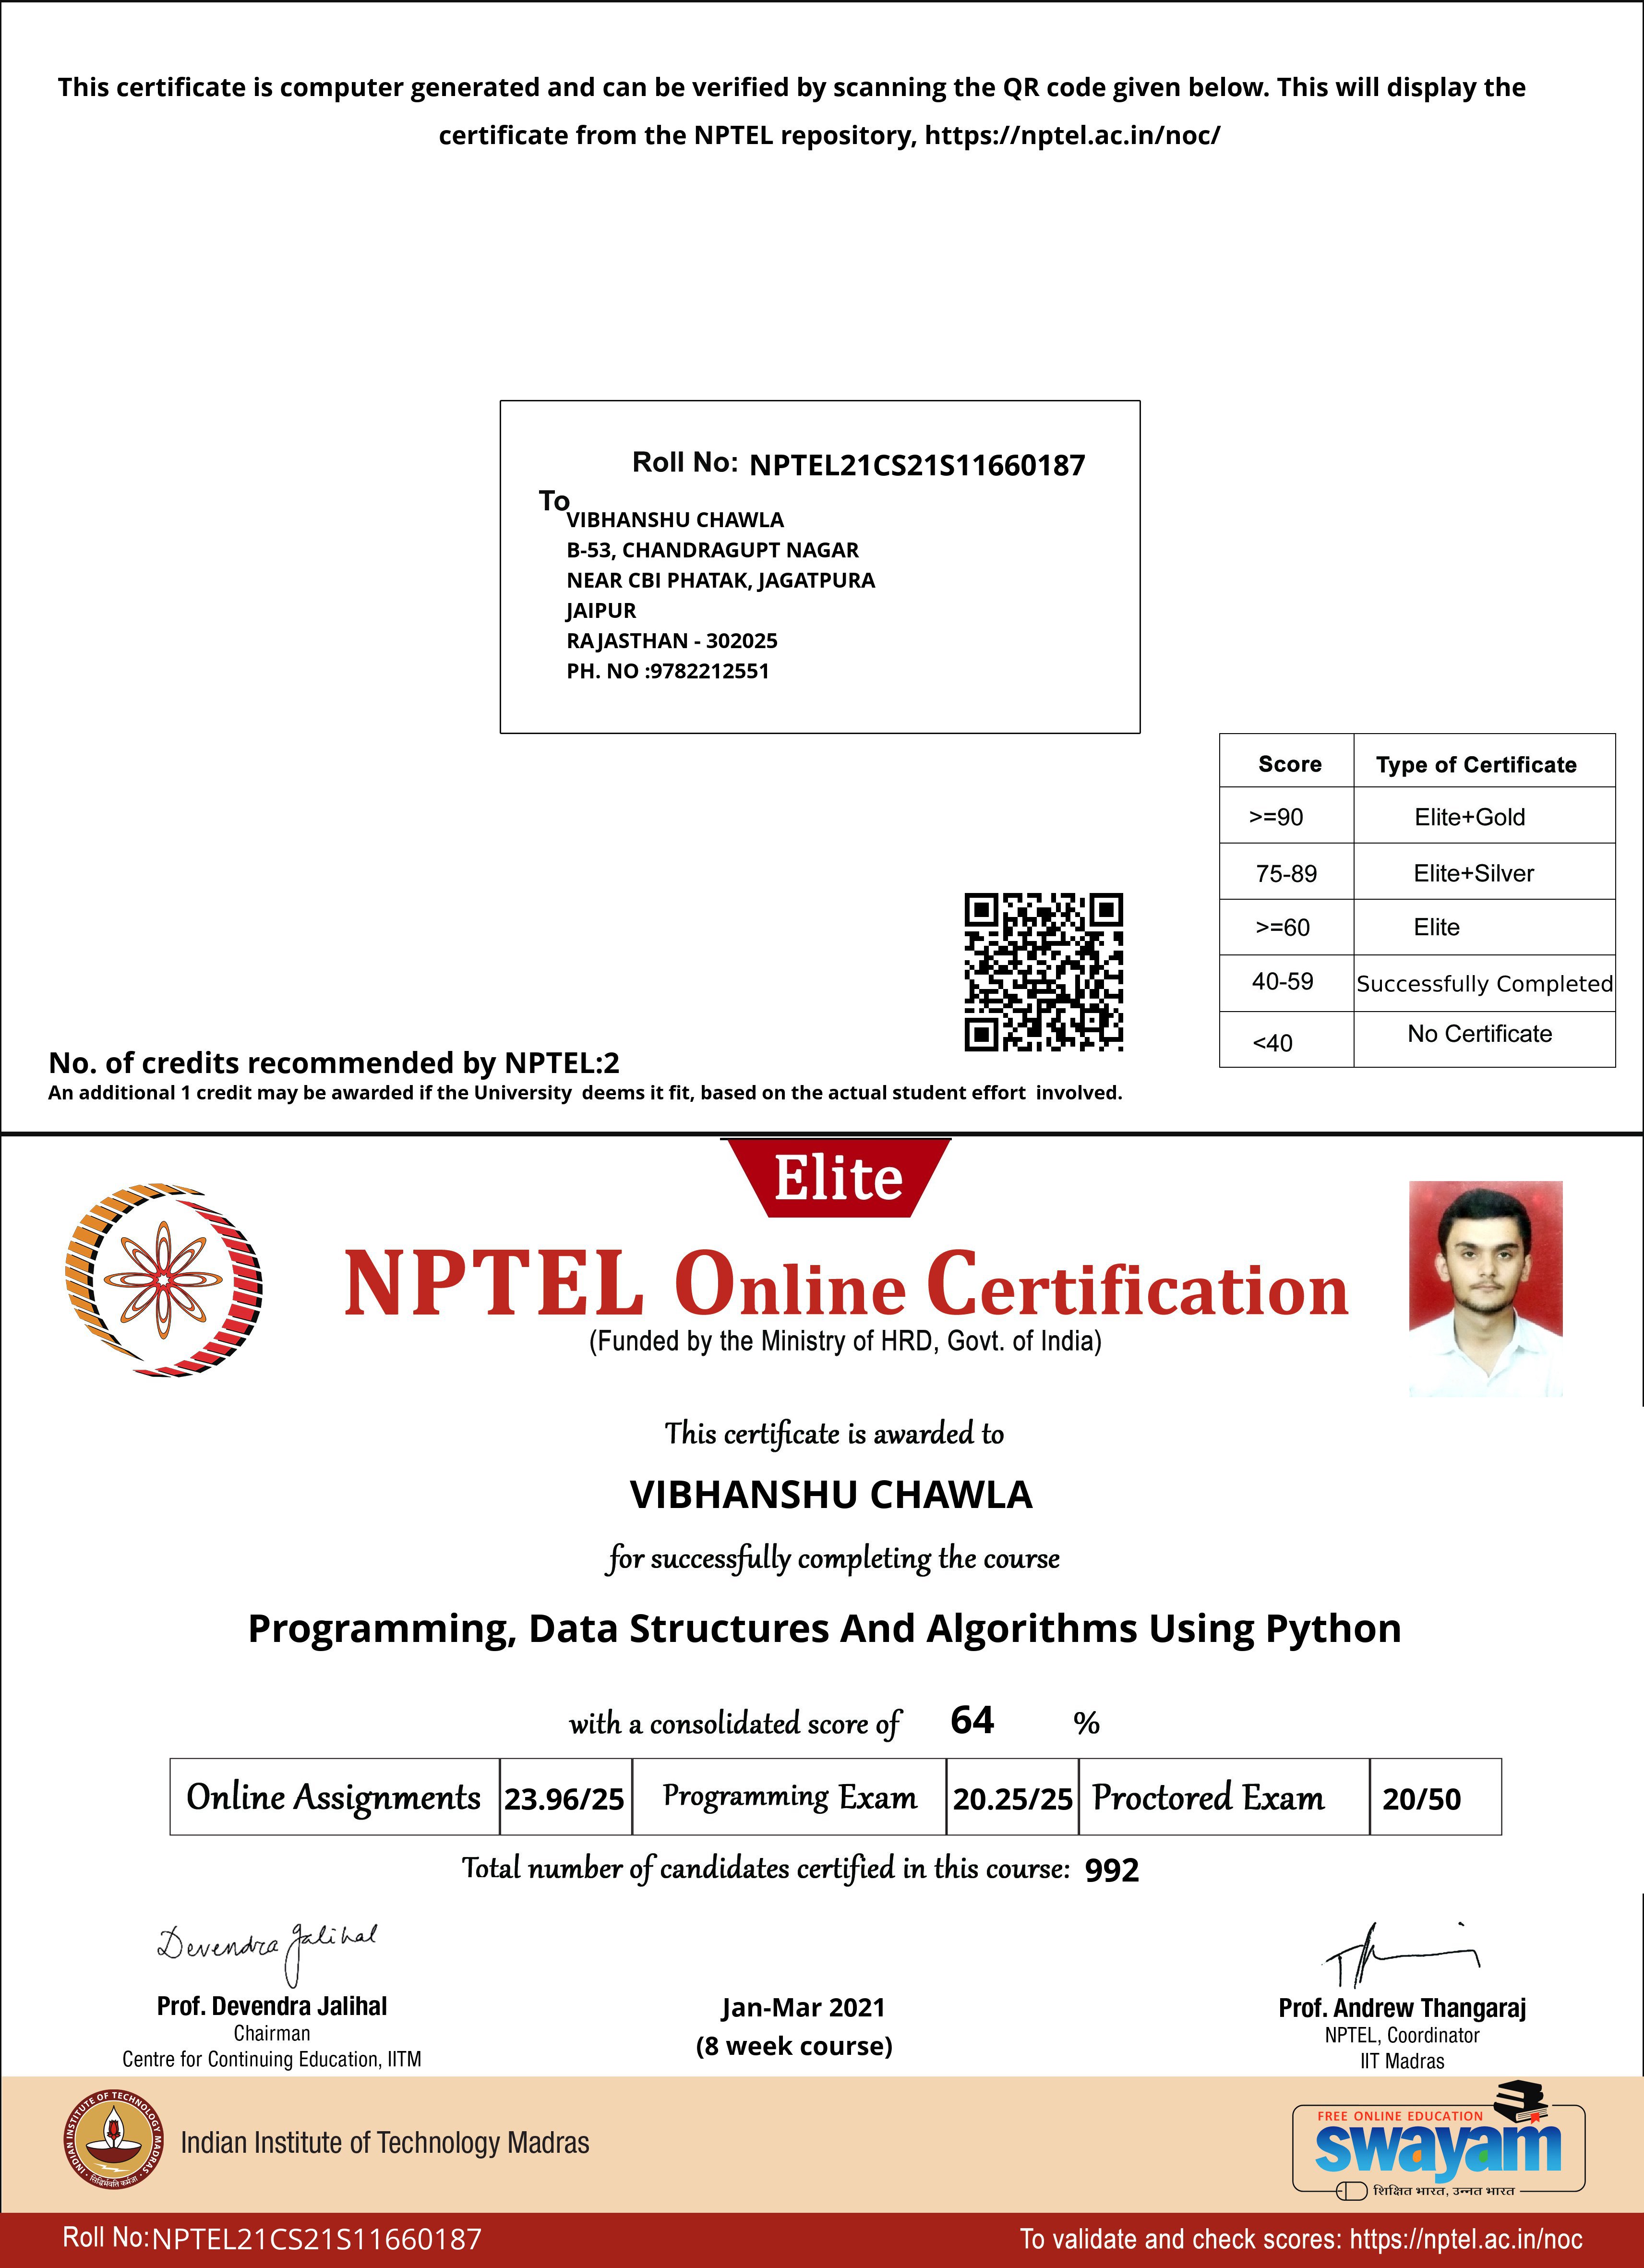 This certificate is computer generated and can be verified by scanning the QR code given below. This will display the
certificate from the NPTEL repository, https://nptel.ac.in/noc/
Roll No: NPTEL21CS21S11660187
To
VIBHANSHU CHAWLA
B-53, CHANDRAGUPT NAGAR
NEAR CBI PHATAK, JAGATPURA
JAIPUR
RAJASTHAN - 302025
PH. NO :9782212551
Score Type of Certificate
>=90 Elite+Gold
75-89 Elite+Silver
>=60 Elite
40-59 Successfully Completed
<40 No Certificate
No. of credits recommended by NPTEL:2
An additional 1 credit may be awarded if the University deems it fit, based on the actual student effort involved.
Elite
NPTEL Online Certification
(Funded by the Ministry of HRD, Govt. of India)
This certificate is awarded to
VIBHANSHU CHAWLA
for successfully completing the course
Programming, Data Structures And Algorithms Using Python
with a consolidated score of 64 %
Online Assignments 23.96/25 Programming Exam 20.25/25 Proctored Exam 20/50
Total number of candidates certified in this course: 992
Devendra Jalihal
Prof. Devendra Jalihal
Chairman
Centre for Continuing Education, IITM
Jan-Mar 2021
(8 week course)
Prof. Andrew Thangaraj
NPTEL, Coordinator
IIT Madras
INDIAN INSTITUTE OF TECHNOLOGY MADRAS
सिद्धिर्भवति कर्मजा
Indian Institute of Technology Madras
FREE ONLINE EDUCATION
swayam
शिक्षित भारत, उन्नत भारत
Roll No:NPTEL21CS21S11660187
To validate and check scores: https://nptel.ac.in/noc